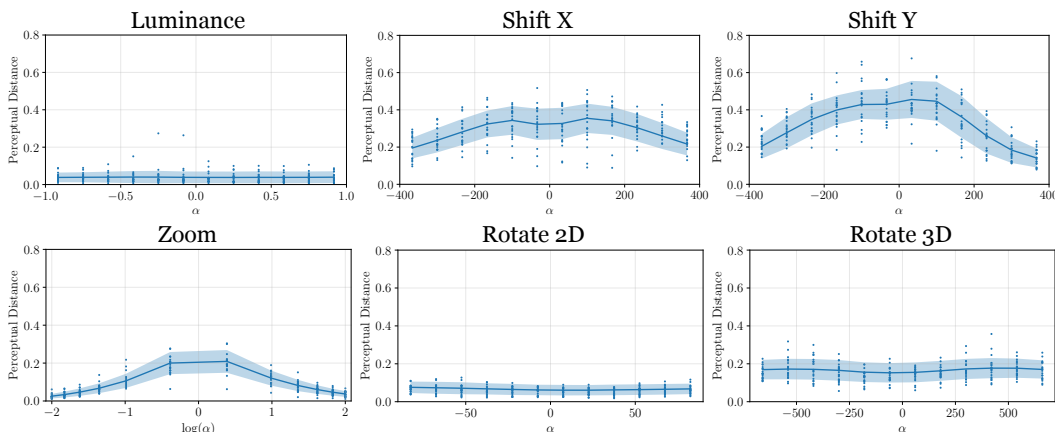 Luminance
Perceptual Distance
0.8
0.6
0.4
0.2
0.0
−1.0 −0.5 0.0 0.5 1.0
α
Shift X
Perceptual Distance
0.8
0.6
0.4
0.2
0.0
−400 −200 0 200 400
α
Shift Y
Perceptual Distance
0.8
0.6
0.4
0.2
0.0
−400 −200 0 200 400
α
Zoom
Perceptual Distance
0.8
0.6
0.4
0.2
0.0
−2 −1 0 1 2
log(α)
Rotate 2D
Perceptual Distance
0.8
0.6
0.4
0.2
0.0
−50 0 50
α
Rotate 3D
Perceptual Distance
0.8
0.6
0.4
0.2
0.0
−500 −250 0 250 500
α